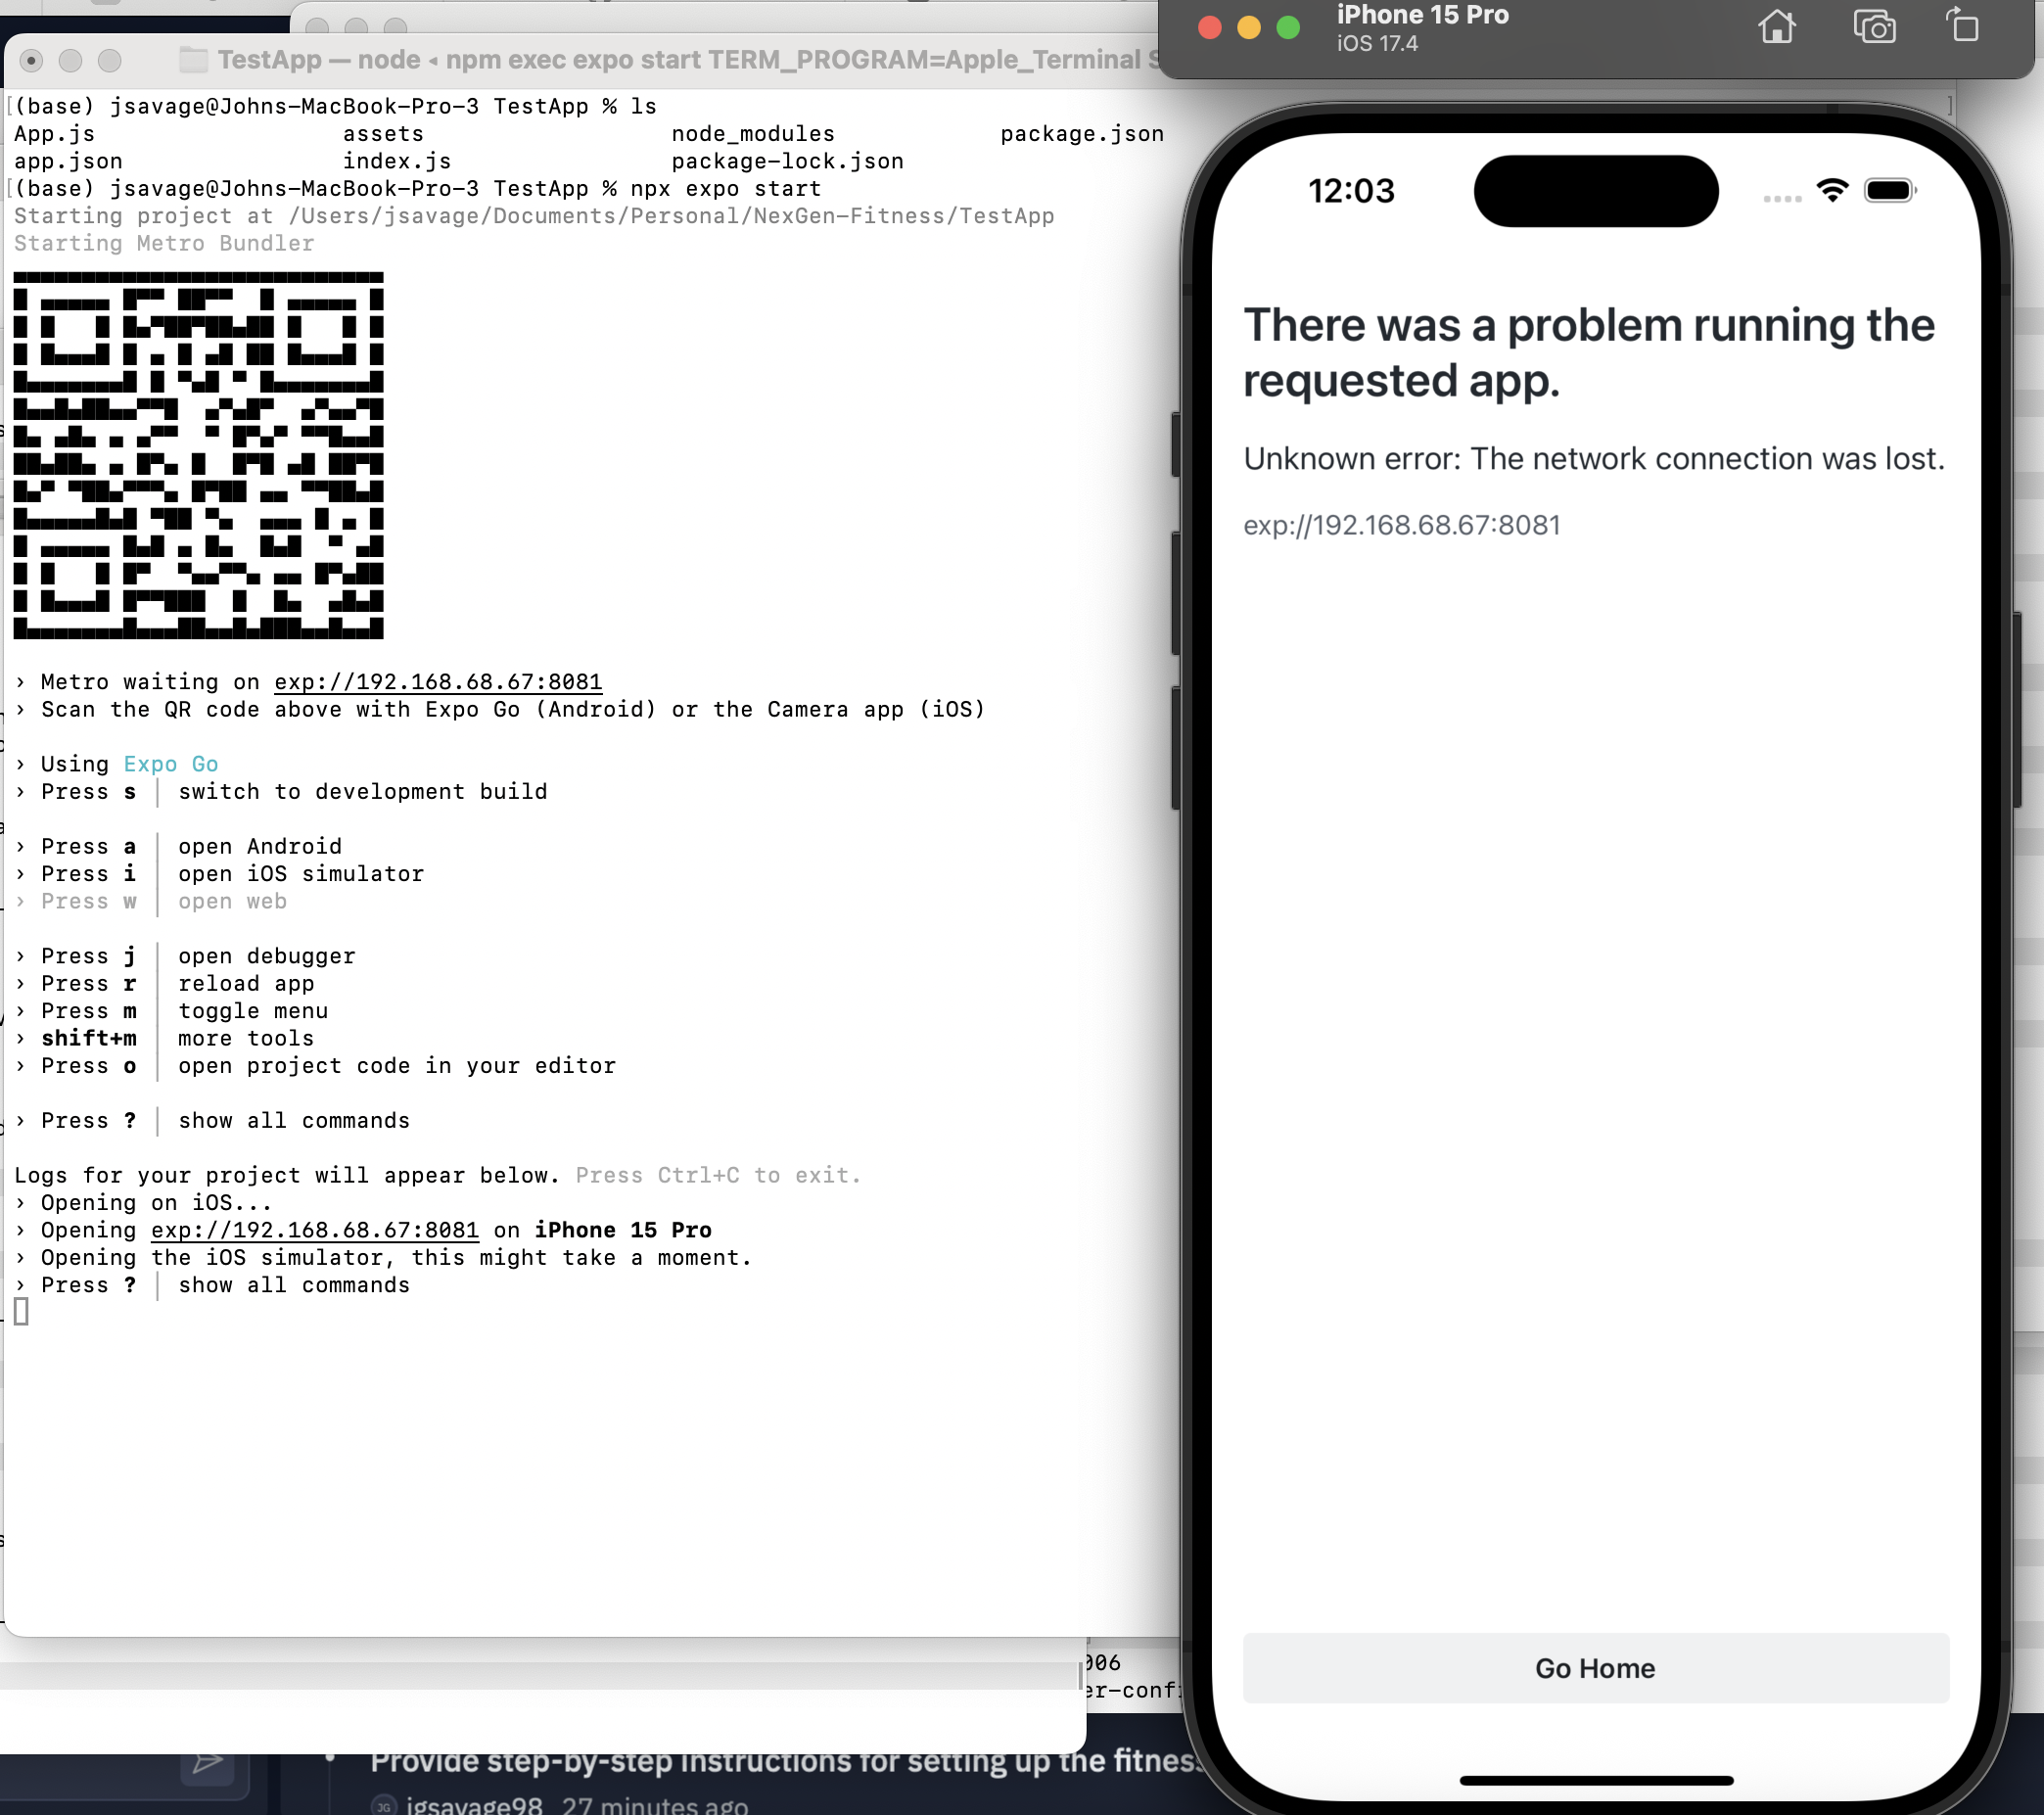 TestApp — node ◂ npm exec expo start TERM_PROGRAM=Apple_Terminal
(base) jsavage@Johns-MacBook-Pro-3 TestApp % ls
App.js assets node_modules package.json
app.json index.js package-lock.json
(base) jsavage@Johns-MacBook-Pro-3 TestApp % npx expo start
Starting project at /Users/jsavage/Documents/Personal/NexGen-Fitness/TestApp
Starting Metro Bundler
› Metro waiting on exp://192.168.68.67:8081
› Scan the QR code above with Expo Go (Android) or the Camera app (iOS)
› Using Expo Go
› Press s │ switch to development build
› Press a │ open Android
› Press i │ open iOS simulator
› Press w │ open web
› Press j │ open debugger
› Press r │ reload app
› Press m │ toggle menu
› shift+m │ more tools
› Press o │ open project code in your editor
› Press ? │ show all commands
Logs for your project will appear below. Press Ctrl+C to exit.
› Opening on iOS...
› Opening exp://192.168.68.67:8081 on iPhone 15 Pro
› Opening the iOS simulator, this might take a moment.
› Press ? │ show all commands
006
er-conf
Provide step-by-step instructions for setting up the fitness
JG jgsavage98 27 minutes ago
iPhone 15 Pro
iOS 17.4
12:03
There was a problem running the
requested app.
Unknown error: The network connection was lost.
exp://192.168.68.67:8081
Go Home